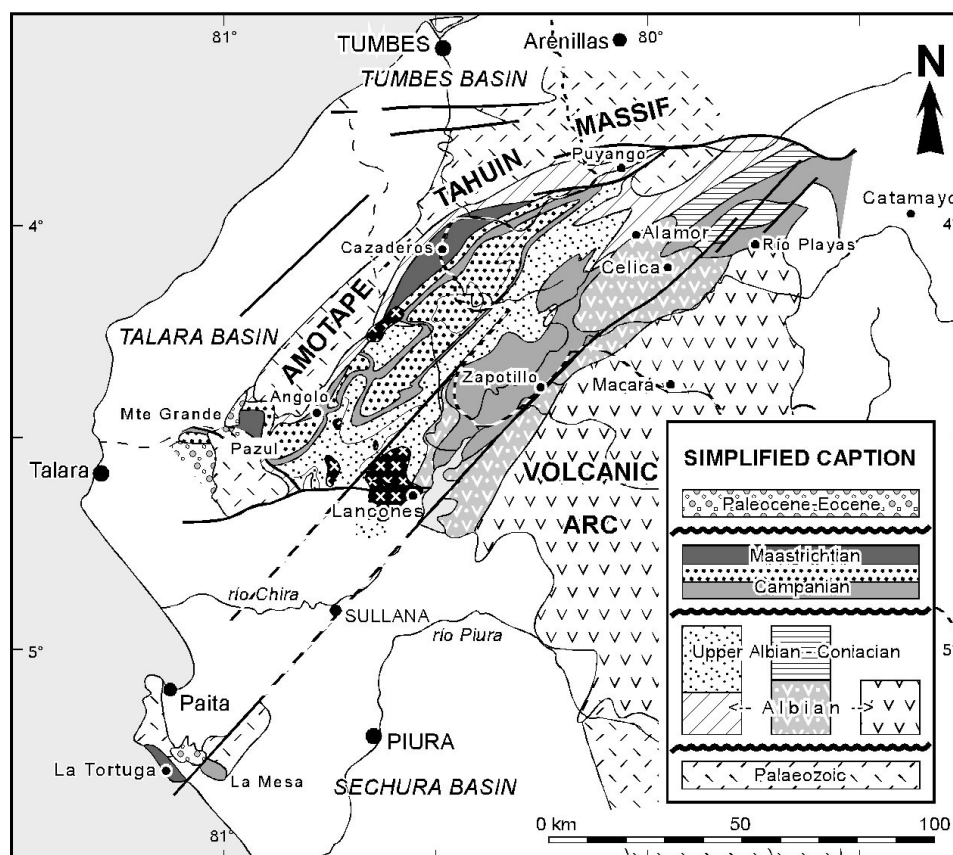 81°
80°
TUMBES
Arenillas
TUMBES BASIN
N
MASSIF
Puyango
TAHUIN
Catamayo
4°
4°
Alamor
Río Playas
Cazaderos
Celica
AMOTAPE
TALARA BASIN
Zapotillo
Macará
Angolo
Mte Grande
Pazul
Talara
Lancones
VOLCANIC
ARC
SIMPLIFIED CAPTION
Paleocene-Eocene
Maastrichtian
Campanian
Upper Albian - Coniacian
<-- Albian -->
Palaeozoic
río Chira
SULLANA
río Piura
5°
5°
Paita
PIURA
La Tortuga
La Mesa
SECHURA BASIN
81°
0 km 50 100